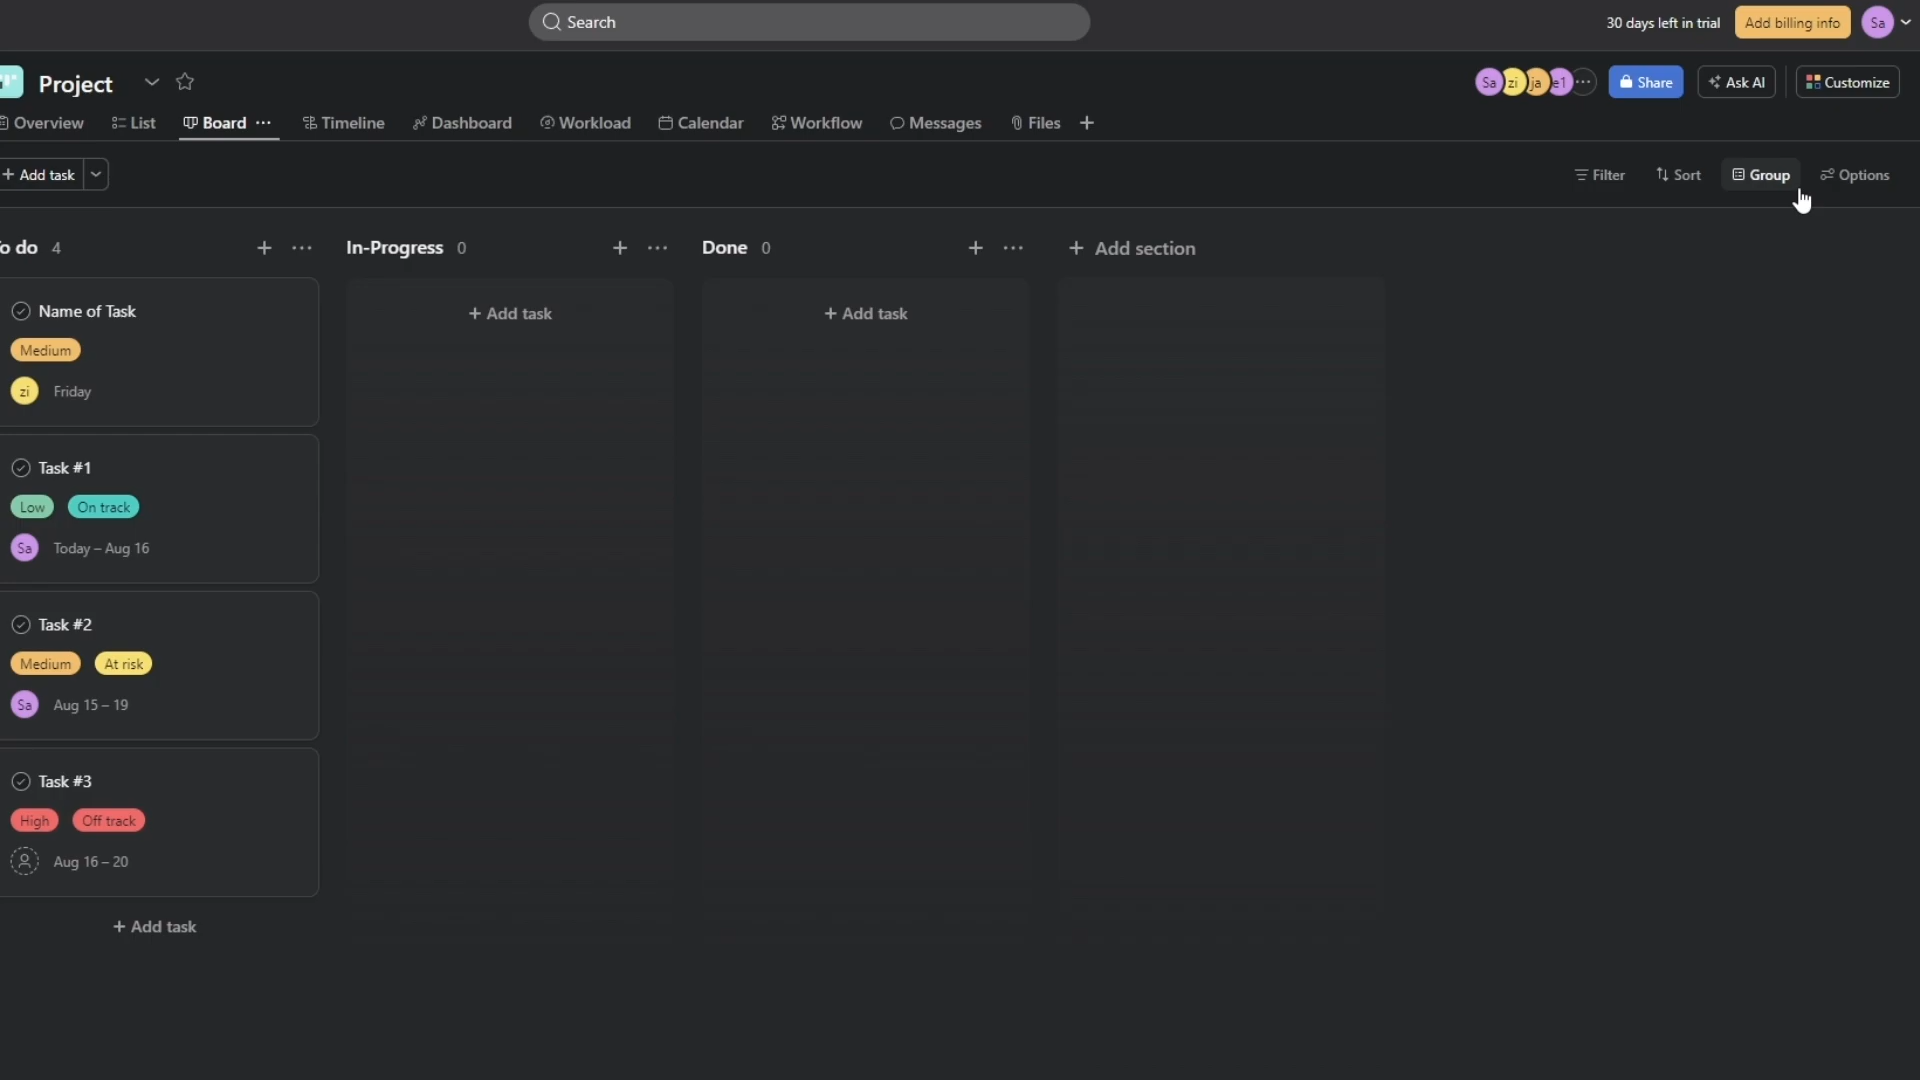 Search
30 days left in trial
Add billing info
Sa
Project
Sa zi ja e1
Share
Ask AI
Customize
Overview
List
Board
Timeline
Dashboard
Workload
Calendar
Workflow
Messages
Files
+ Add task
Filter
Sort
Group
Options
o do 4
In-Progress 0
Done 0
+ Add section
Name of Task
Medium
zi Friday
Task #1
Low On track
Sa Today – Aug 16
Task #2
Medium At risk
Sa Aug 15 – 19
Task #3
High Off track
Aug 16 – 20
+ Add task
+ Add task
+ Add task